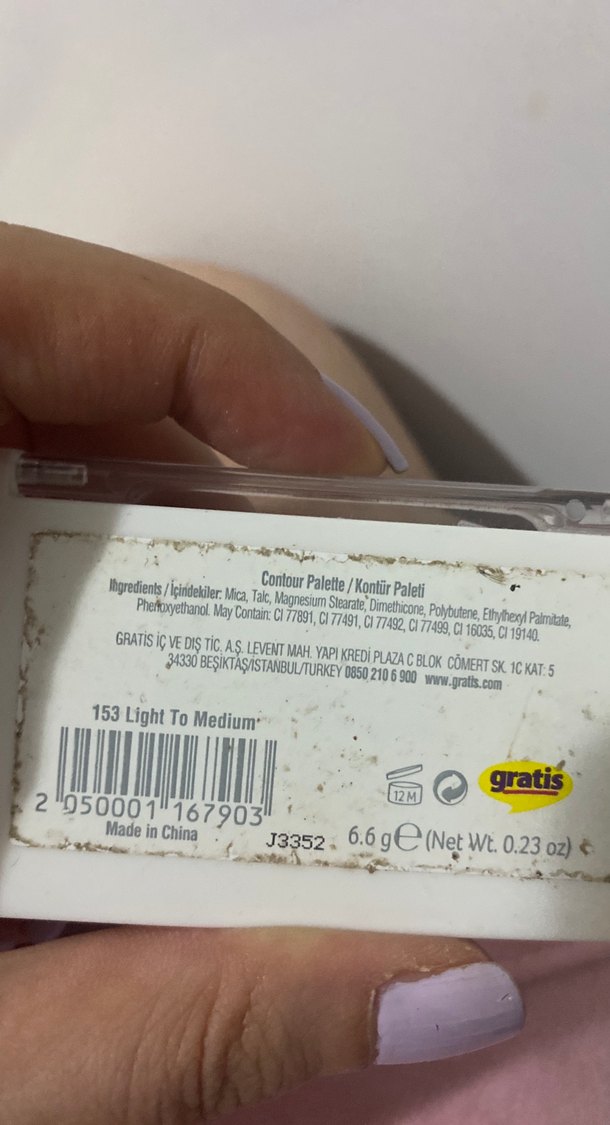 Contour Palette / Kontür Paleti
Ingredients / İçindekiler: Mica, Talc, Magnesium Stearate, Dimethicone, Polybutene, Ethylhexyl Palmitate,
Phenoxyethanol. May Contain: CI 77891, CI 77491, CI 77492, CI 77499, CI 16035, CI 19140.
GRATİS İÇ VE DIŞ TİC. A.Ş. LEVENT MAH. YAPI KREDİ PLAZA C BLOK CÖMERT SK. 1C KAT: 5
34330 BEŞİKTAŞ/İSTANBUL/TURKEY 0850 210 6 900 www.gratis.com
153 Light To Medium
2 050001 167903
Made in China
12 M
gratis
J3352
6.6 g℮ (Net Wt. 0.23 oz)